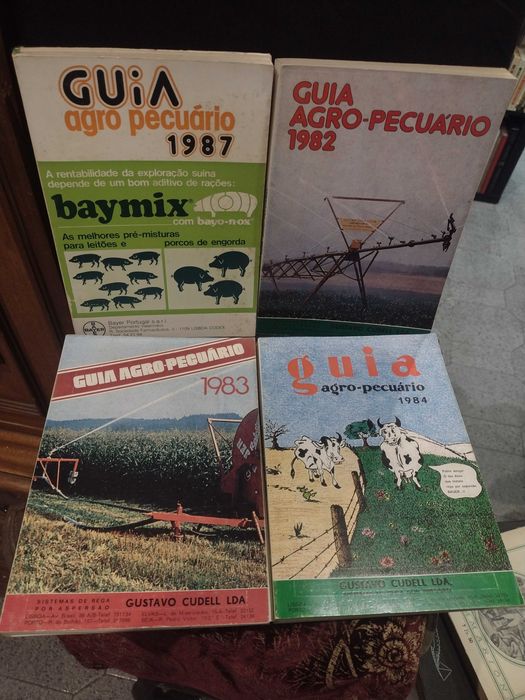 GUiA
agro pecuário
1987
A rentabilidade da exploração suína
depende de um bom aditivo de rações:
baymix
com bayo-n-ox
As melhores pré-misturas
para leitões e porcos de engorda
BAYER
Bayer Portugal s.a.r.l.
GUIA
AGRO-PECUÁRIO
1982
GUIA AGRO-PECUÁRIO
1983
SISTEMAS DE REGA
POR ASPERSÃO
GUSTAVO CUDELL LDA
guia
agro-pecuário
1984
GUSTAVO CUDELL LDA